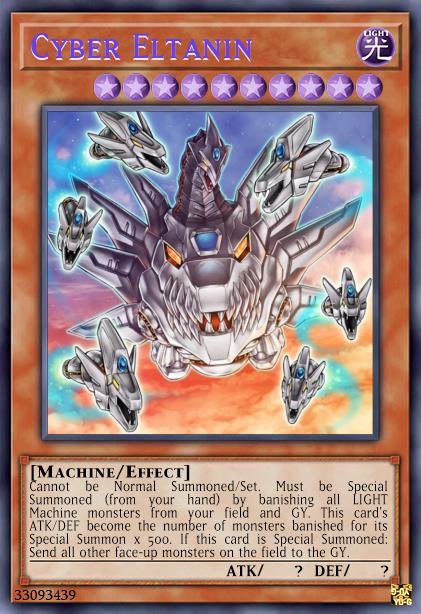 Cyber Eltanin
LIGHT
光
[Machine/Effect]
Cannot be Normal Summoned/Set. Must be Special
Summoned (from your hand) by banishing all LIGHT
Machine monsters from your field and GY. This card's
ATK/DEF become the number of monsters banished for its
Special Summon x 500. If this card is Special Summoned:
Send all other face-up monsters on the field to the GY.
ATK/ ? DEF/ ?
33093439